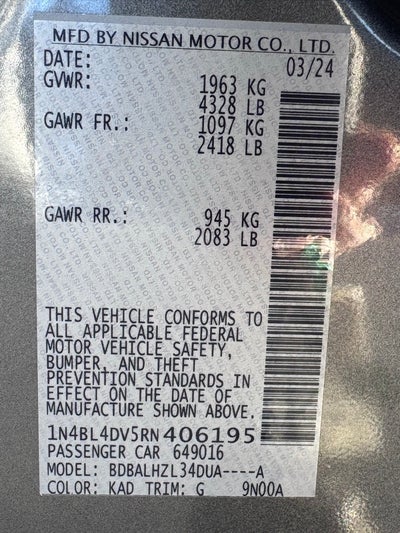 MFD BY NISSAN MOTOR CO., LTD.
DATE: 03/24
GVWR: 1963 KG
4328 LB
GAWR FR.: 1097 KG
2418 LB
GAWR RR.: 945 KG
2083 LB
THIS VEHICLE CONFORMS TO
ALL APPLICABLE FEDERAL
MOTOR VEHICLE SAFETY,
BUMPER, AND THEFT
PREVENTION STANDARDS IN
EFFECT ON THE DATE OF
MANUFACTURE SHOWN ABOVE.
1N4BL4DV5RN406195
PASSENGER CAR 649016
MODEL: BDBALHZL34DUA----A
COLOR: KAD TRIM: G 9N00A